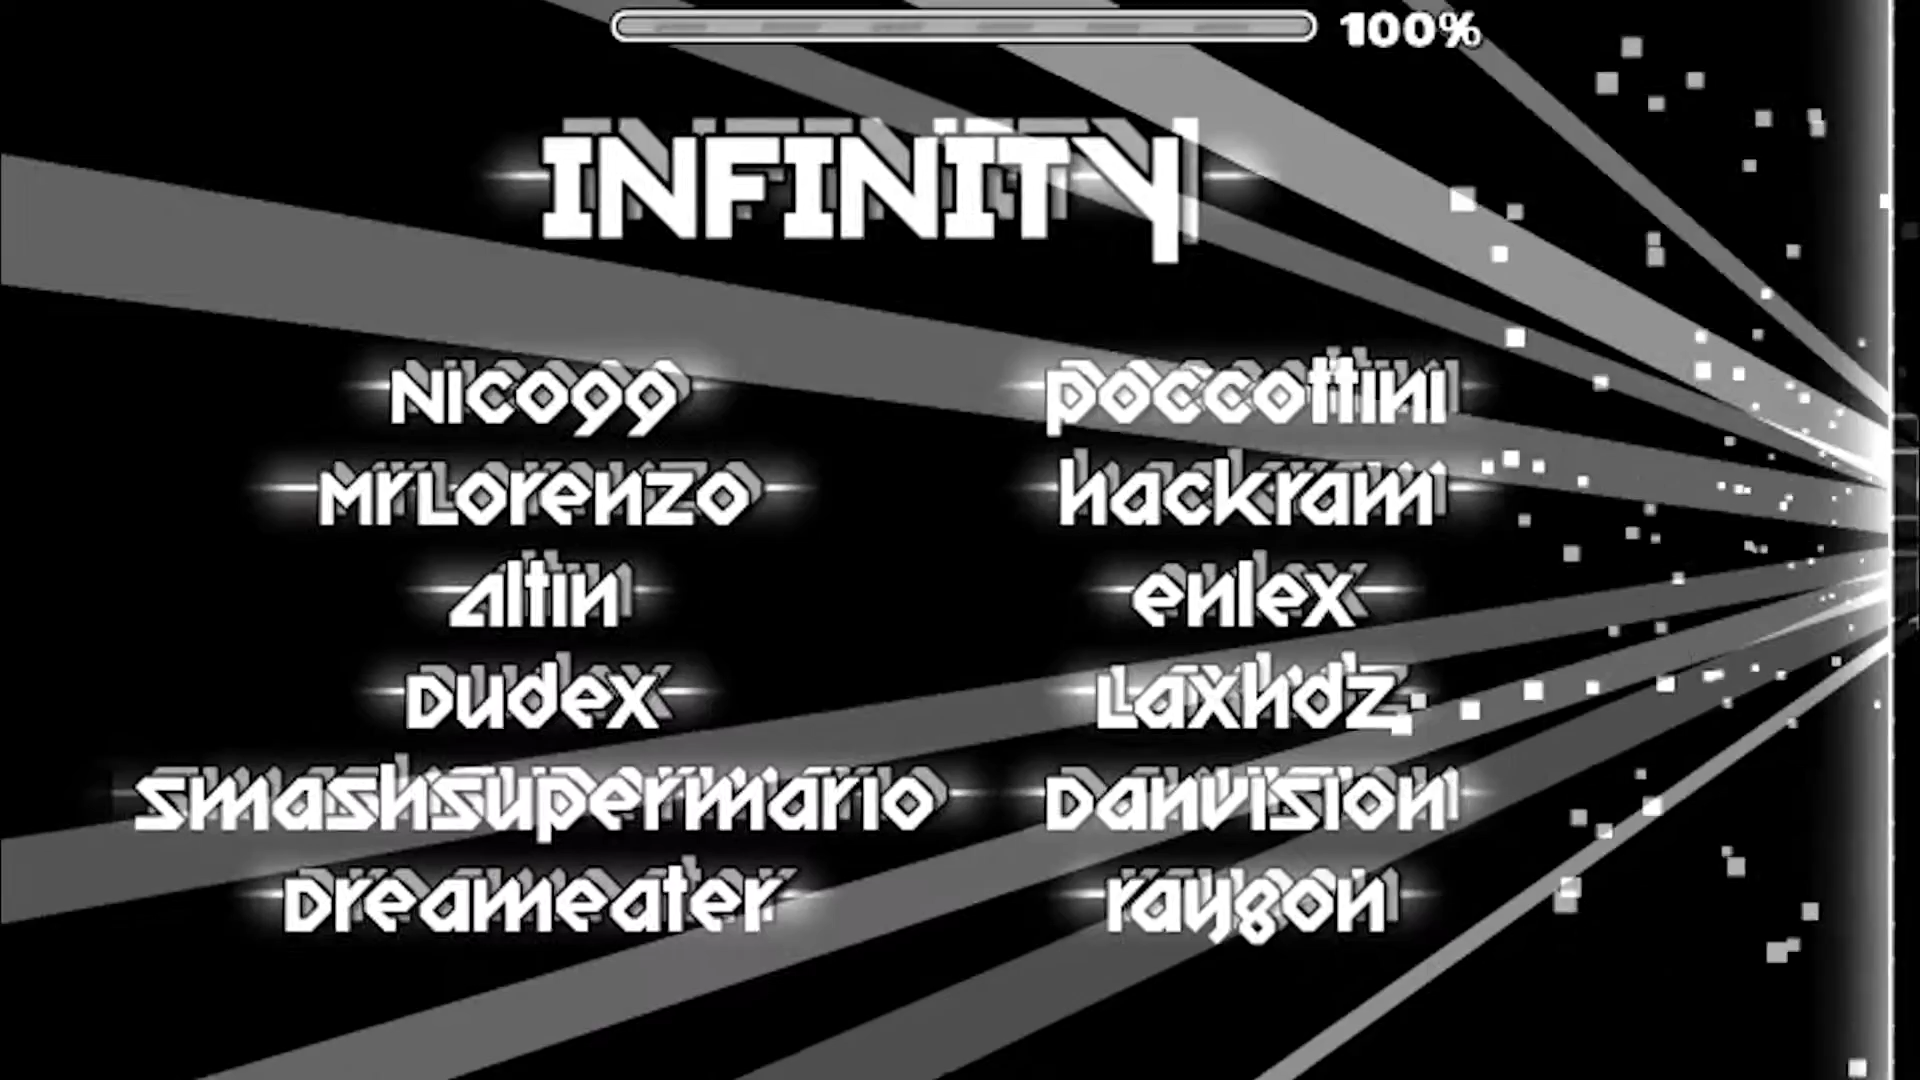 100%
INFINITY
Nico99 poccottini
MrLorenzo hackram
Altin enlex
Dudex Laxhdz
smashsupermario Danvision
Dreameater raygon